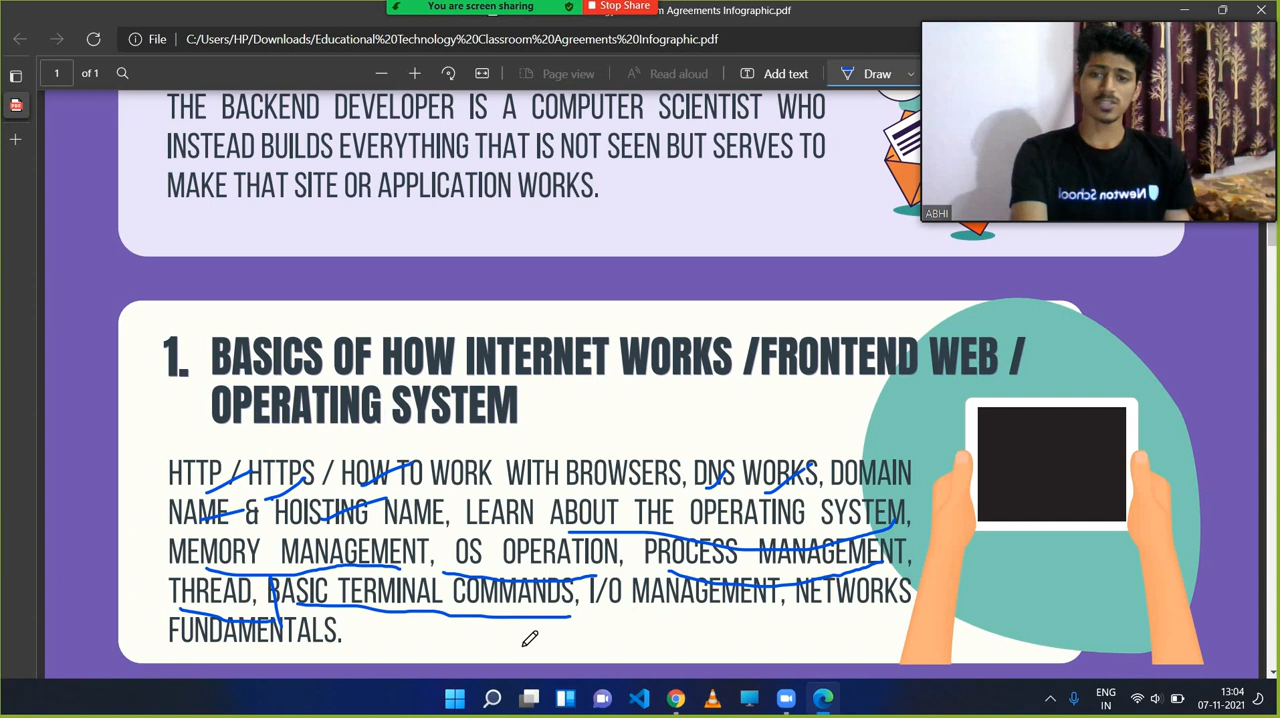 You are screen sharing
Stop Share
m Agreements Infographic.pdf
File C:/Users/HP/Downloads/Educational%20Technology%20Classroom%20Agreements%20Infographic.pdf
1 of 1 Page view Read aloud Add text Draw
THE BACKEND DEVELOPER IS A COMPUTER SCIENTIST WHO
INSTEAD BUILDS EVERYTHING THAT IS NOT SEEN BUT SERVES TO
MAKE THAT SITE OR APPLICATION WORKS.
Newton School
ABHI
1. BASICS OF HOW INTERNET WORKS /FRONTEND WEB /
OPERATING SYSTEM
HTTP / HTTPS / HOW TO WORK WITH BROWSERS, DNS WORKS, DOMAIN
NAME & HOISTING NAME, LEARN ABOUT THE OPERATING SYSTEM,
MEMORY MANAGEMENT, OS OPERATION, PROCESS MANAGEMENT,
THREAD, BASIC TERMINAL COMMANDS, I/O MANAGEMENT, NETWORKS
FUNDAMENTALS.
ENG
IN
13:04
07-11-2021